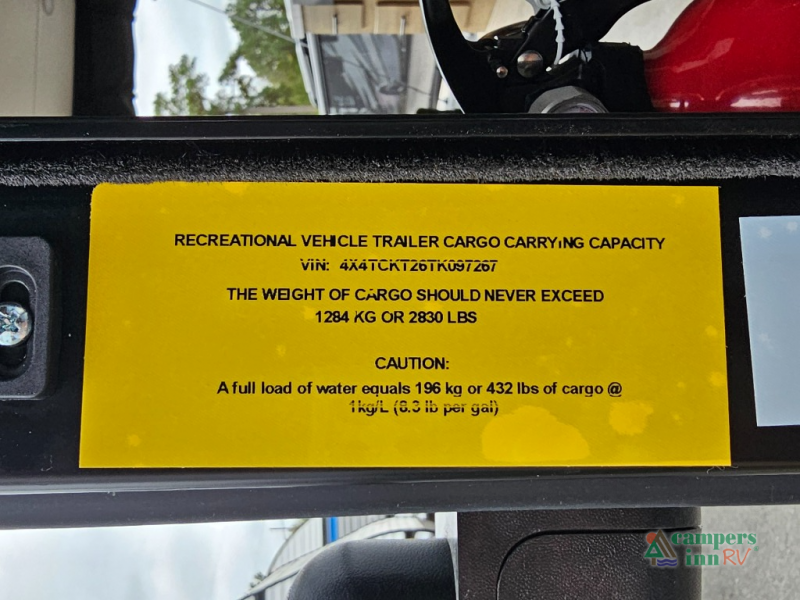 RECREATIONAL VEHICLE TRAILER CARGO CARRYING CAPACITY
VIN: 4X4TCKT26TK097267
THE WEIGHT OF CARGO SHOULD NEVER EXCEED
1284 KG OR 2830 LBS
CAUTION:
A full load of water equals 196 kg or 432 lbs of cargo @
1kg/L (8.3 lb per gal)
campers
inn RV